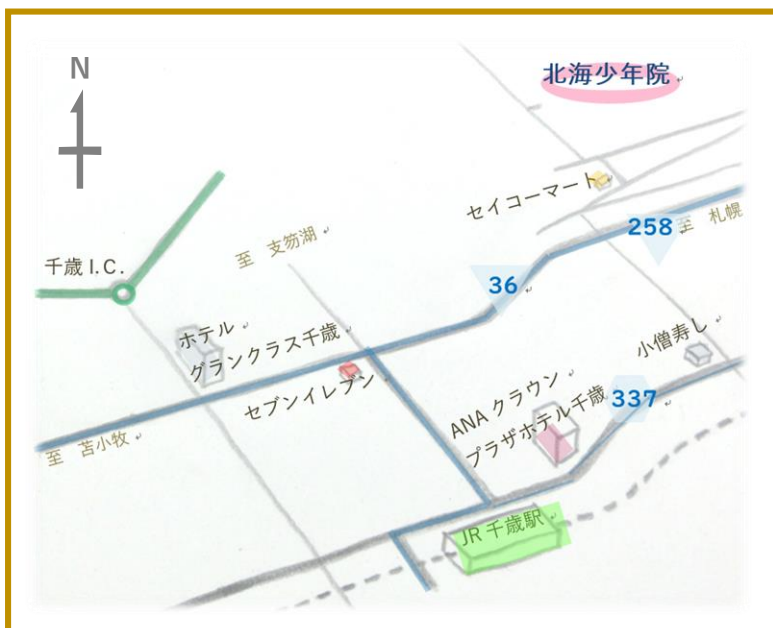 北海少年院
N
セイコーマート
258
至 札幌
至 支笏湖
千歳 I.C.
36
ホテル
グランクラス千歳
小僧寿し
セブンイレブン
ANA クラウン
プラザホテル千歳
337
至 苫小牧
JR 千歳駅